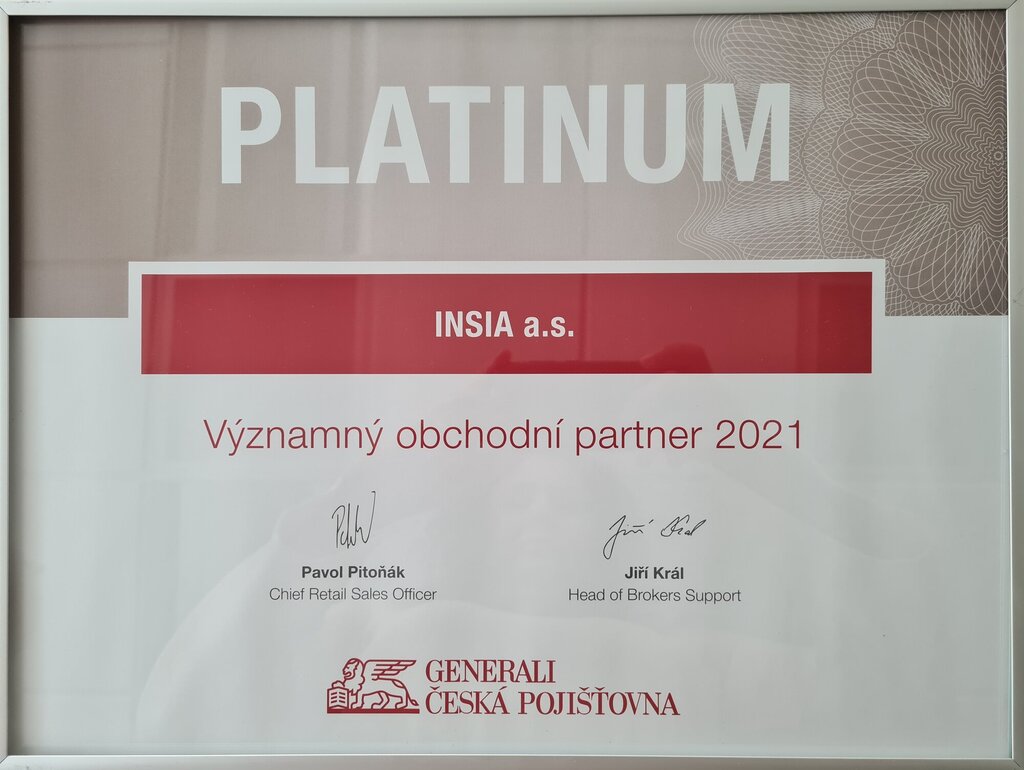 PLATINUM
INSIA a.s.
Významný obchodní partner 2021
Pavol Pitoňák
Chief Retail Sales Officer
Jiří Král
Head of Brokers Support
GENERALI
ČESKÁ POJIŠŤOVNA